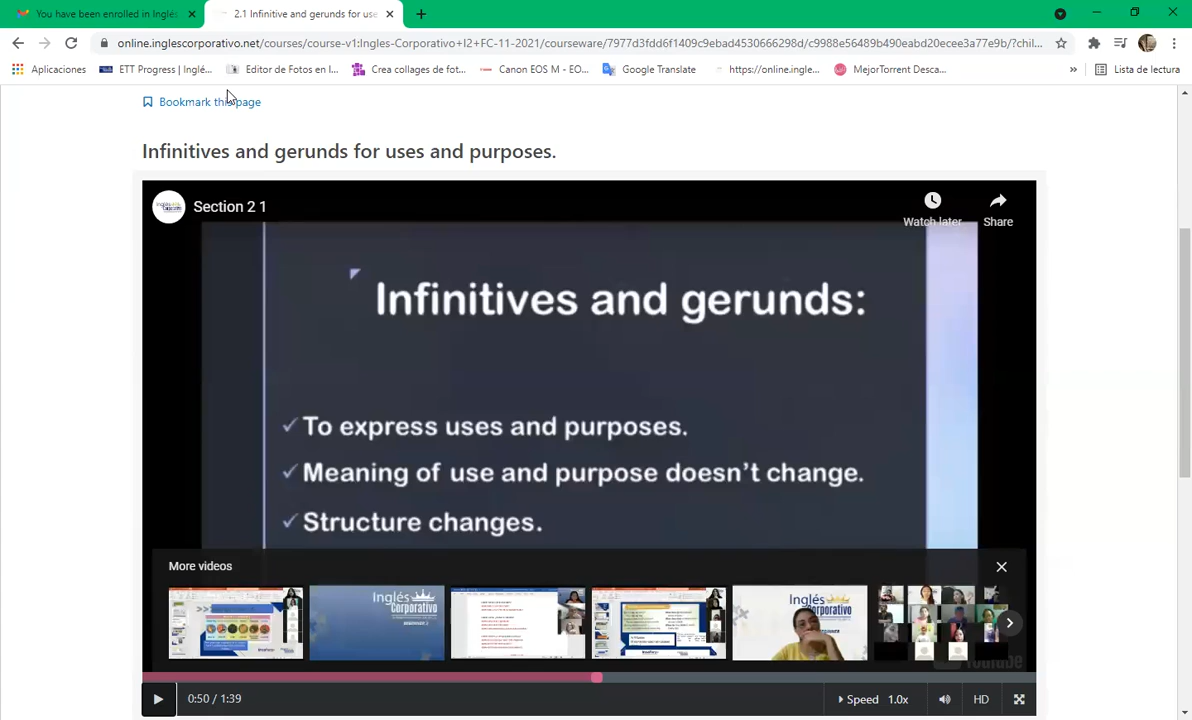 You have been enrolled in Inglés
2.1 Infinitive and gerunds for use
online.inglescorporativo.net/courses/course-v1:Ingles-Corporativo+I2+FC-11-2021/courseware/7977d3fdd6f1409c9ebad4530666298d/c9988e56489b490eabd20ecee3a77e9b/?chil...
Aplicaciones
ETT Progress | Inglé...
Editor de Fotos en l...
Crea collages de fot...
Canon EOS M - EO...
Google Translate
https://online.ingle...
MejorTorrent Desca...
»
Lista de lectura
Bookmark this page
Infinitives and gerunds for uses and purposes.
Section 2 1
Watch later
Share
Infinitives and gerunds:
✓ To express uses and purposes.
✓ Meaning of use and purpose doesn't change.
✓ Structure changes.
More videos
Inglés
Corporativo
Inglés
Corporativo
YouTube
0:50 / 1:39
Speed 1.0x
HD